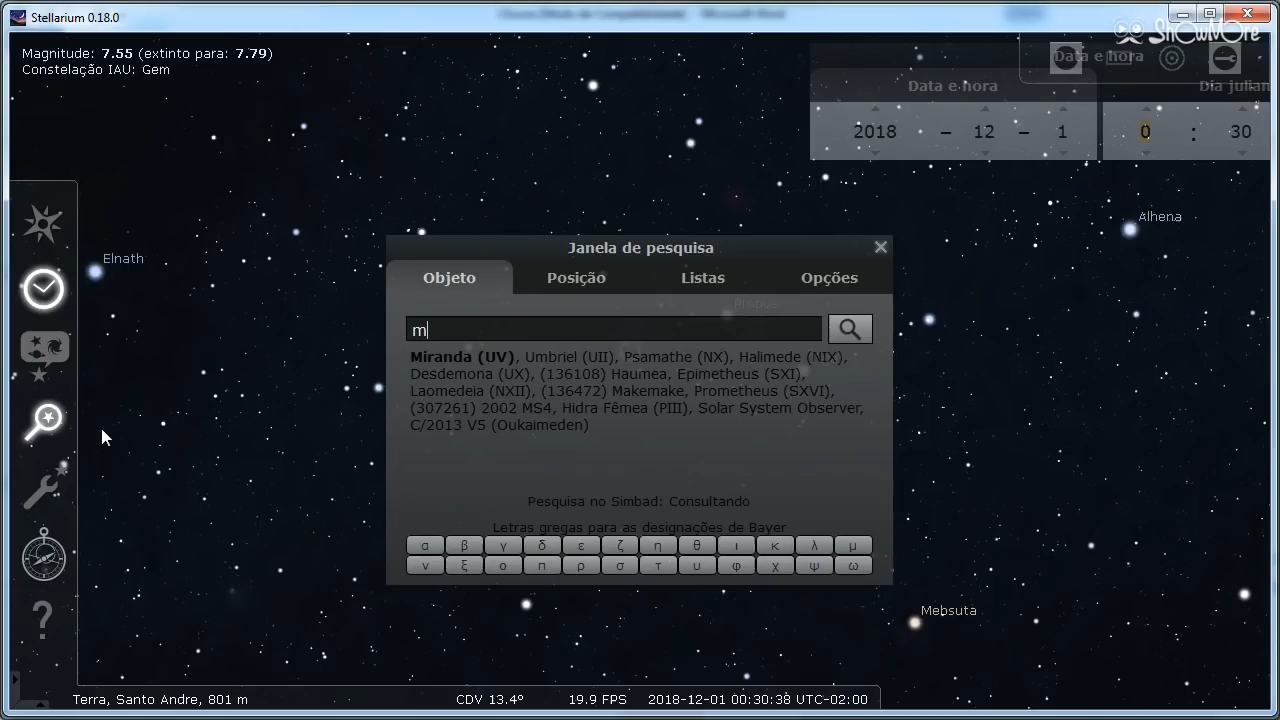 Stellarium 0.18.0
ShowMore
Magnitude: 7.55 (extinto para: 7.79)
Constelação IAU: Gem
Data e hora
Data e hora
Dia julian
2018 – 12 – 1
0 : 30
Alhena
Elnath
Janela de pesquisa
Objeto
Posição
Listas
Opções
Propus
m
Miranda (UV), Umbriel (UII), Psamathe (NX), Halimede (NIX),
Desdemona (UX), (136108) Haumea, Epimetheus (SXI),
Laomedeia (NXII), (136472) Makemake, Prometheus (SXVI),
(307261) 2002 MS4, Hidra Fêmea (PIII), Solar System Observer,
C/2013 V5 (Oukaimeden)
Pesquisa no Simbad: Consultando
Letras gregas para as designações de Bayer
α β γ δ ε ζ η θ ι κ λ μ
ν ξ ο π ρ σ τ υ φ χ ψ ω
Mebsuta
Terra, Santo Andre, 801 m
CDV 13.4°
19.9 FPS
2018-12-01 00:30:38 UTC-02:00